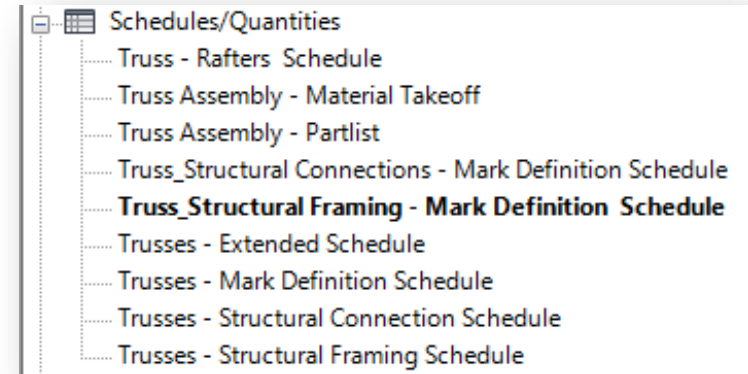 Schedules/Quantities
Truss - Rafters  Schedule
Truss Assembly - Material Takeoff
Truss Assembly - Partlist
Truss_Structural Connections - Mark Definition Schedule
Truss_Structural Framing - Mark Definition  Schedule
Trusses - Extended Schedule
Trusses - Mark Definition Schedule
Trusses - Structural Connection Schedule
Trusses - Structural Framing Schedule